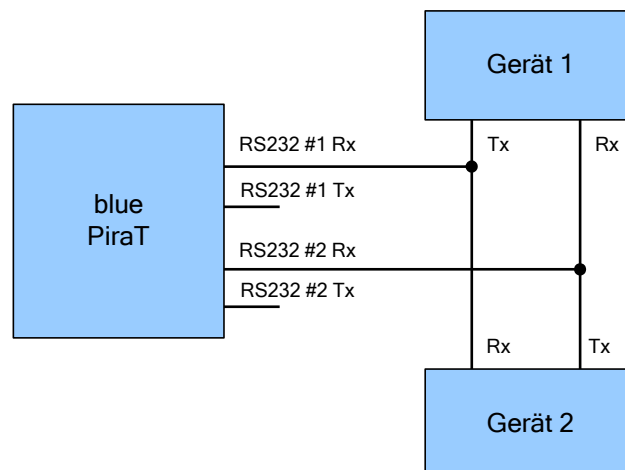 Gerät 1
Tx
Rx
RS232 #1 Rx
RS232 #1 Tx
blue
PiraT
RS232 #2 Rx
RS232 #2 Tx
Rx
Tx
Gerät 2